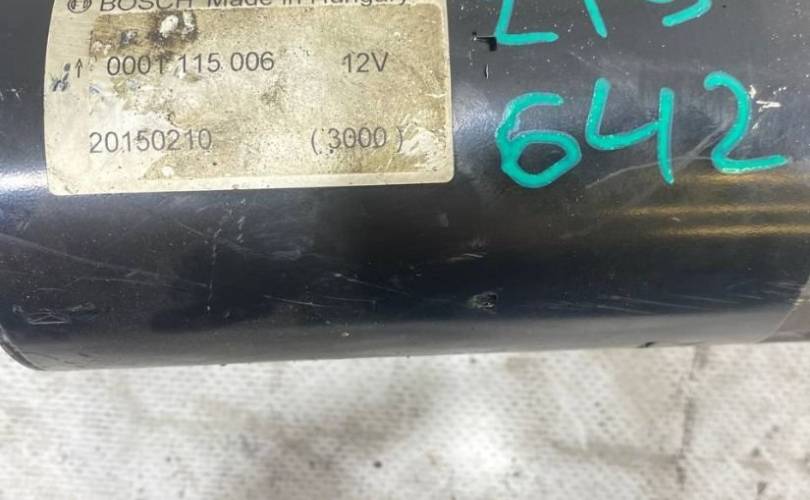 BOSCH Made in Hungary
0001 115 006 12V
20150210 (3000)
642